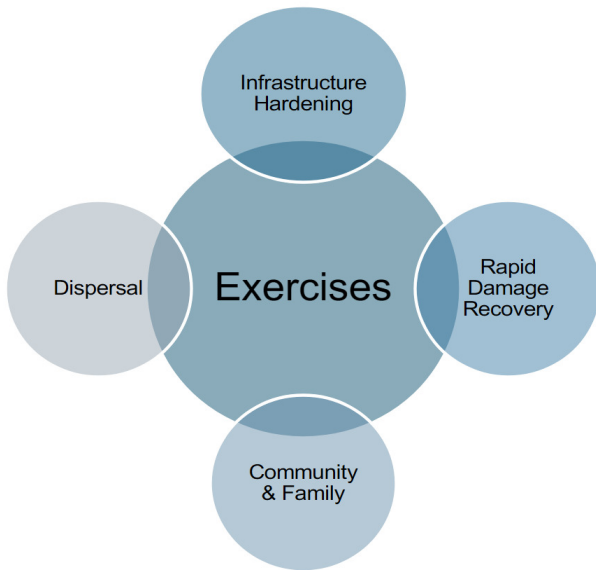 Infrastructure
Hardening
Dispersal
Exercises
Rapid
Damage
Recovery
Community
& Family